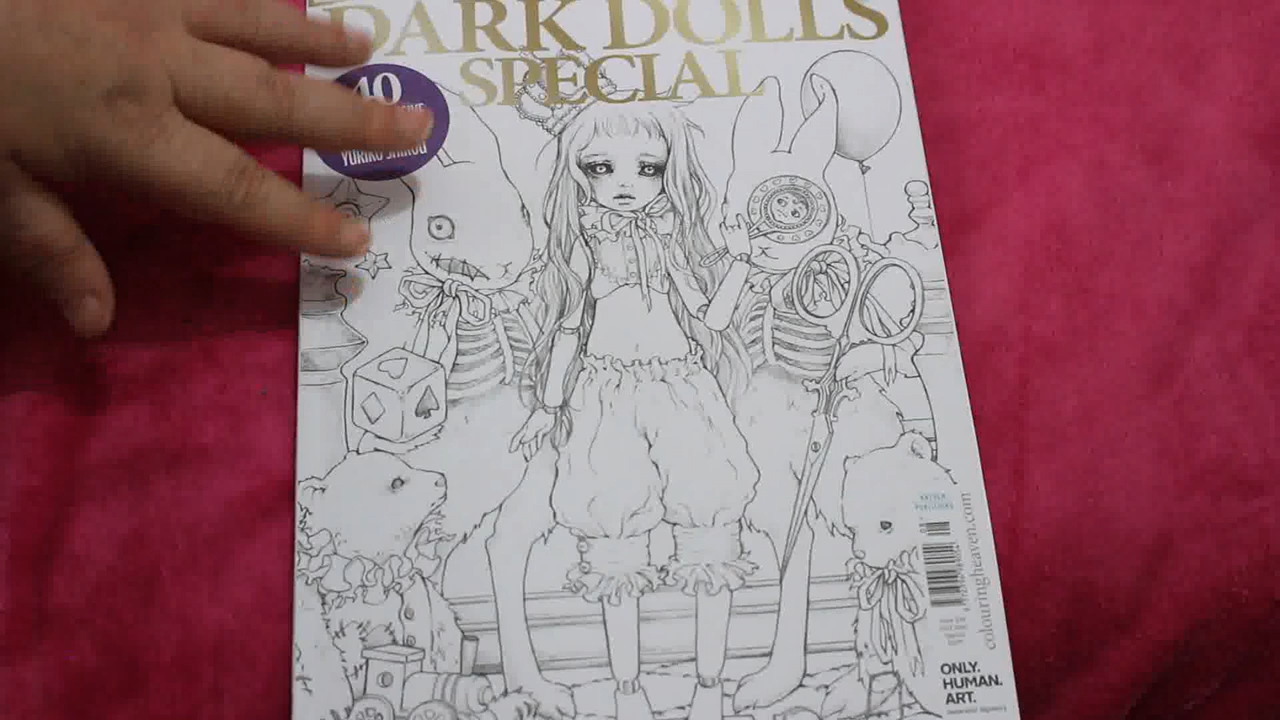 DARK DOLLS
SPECIAL
40
YURIKO SHIROU
colouringheaven.com
ONLY.
HUMAN.
ART.